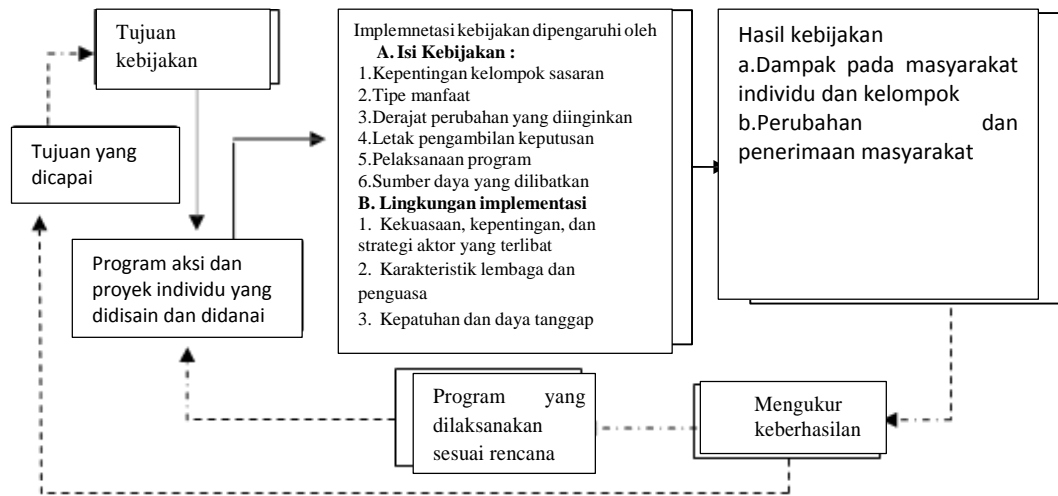 Tujuan
kebijakan
Tujuan yang
dicapai
Program aksi dan
proyek individu yang
didisain dan didanai
Implemnetasi kebijakan dipengaruhi oleh
A. Isi Kebijakan :
1.Kepentingan kelompok sasaran
2.Tipe manfaat
3.Derajat perubahan yang diinginkan
4.Letak pengambilan keputusan
5.Pelaksanaan program
6.Sumber daya yang dilibatkan
B. Lingkungan implementasi
1. Kekuasaan, kepentingan, dan
strategi aktor yang terlibat
2. Karakteristik lembaga dan
penguasa
3. Kepatuhan dan daya tanggap
Hasil kebijakan
a.Dampak pada masyarakat
individu dan kelompok
b.Perubahan dan
penerimaan masyarakat
Program yang
dilaksanakan
sesuai rencana
Mengukur
keberhasilan